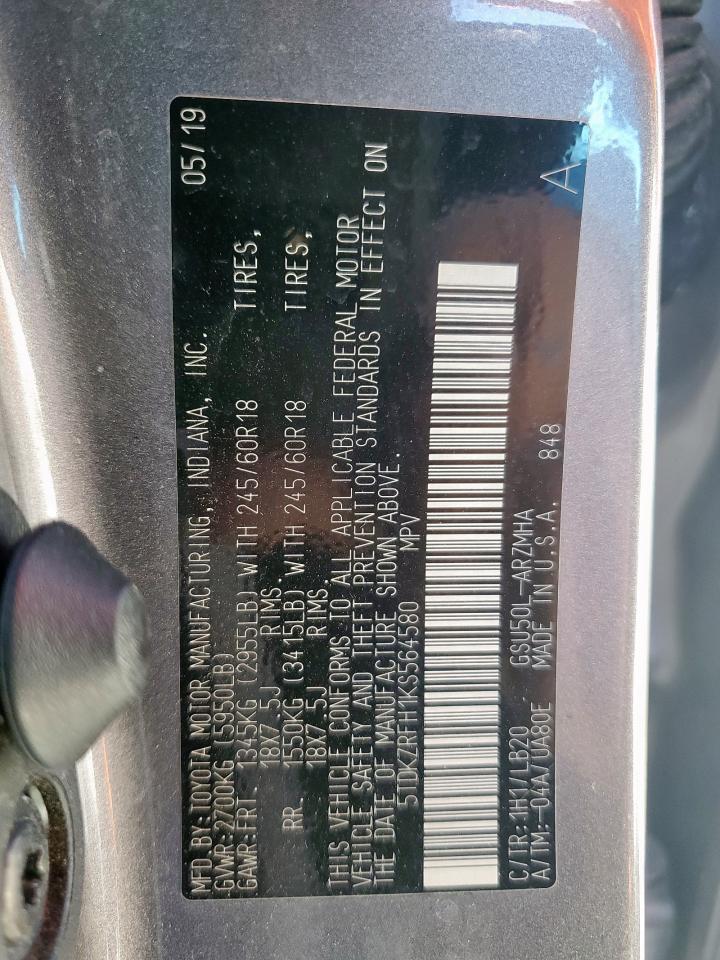 MFD.BY:TOYOTA MOTOR MANUFACTURING, INDIANA, INC. 05/19
GVWR:2700KG (5950LB)
GAWR:FRT. 1345KG (2955LB) WITH 245/60R18 TIRES,
18X7.5J RIMS.
RR. 1550KG (3415LB) WITH 245/60R18 TIRES,
18X7.5J RIMS.
THIS VEHICLE CONFORMS TO ALL APPLICABLE FEDERAL MOTOR
VEHICLE SAFETY AND THEFT PREVENTION STANDARDS IN EFFECT ON
THE DATE OF MANUFACTURE SHOWN ABOVE.
5TDKZRFH1KS564580 MPV
C/TR:1H1/LB20 GSU50L-ARZMHA
A/TM:-04A/UA80E MADE IN U.S.A. 848
A